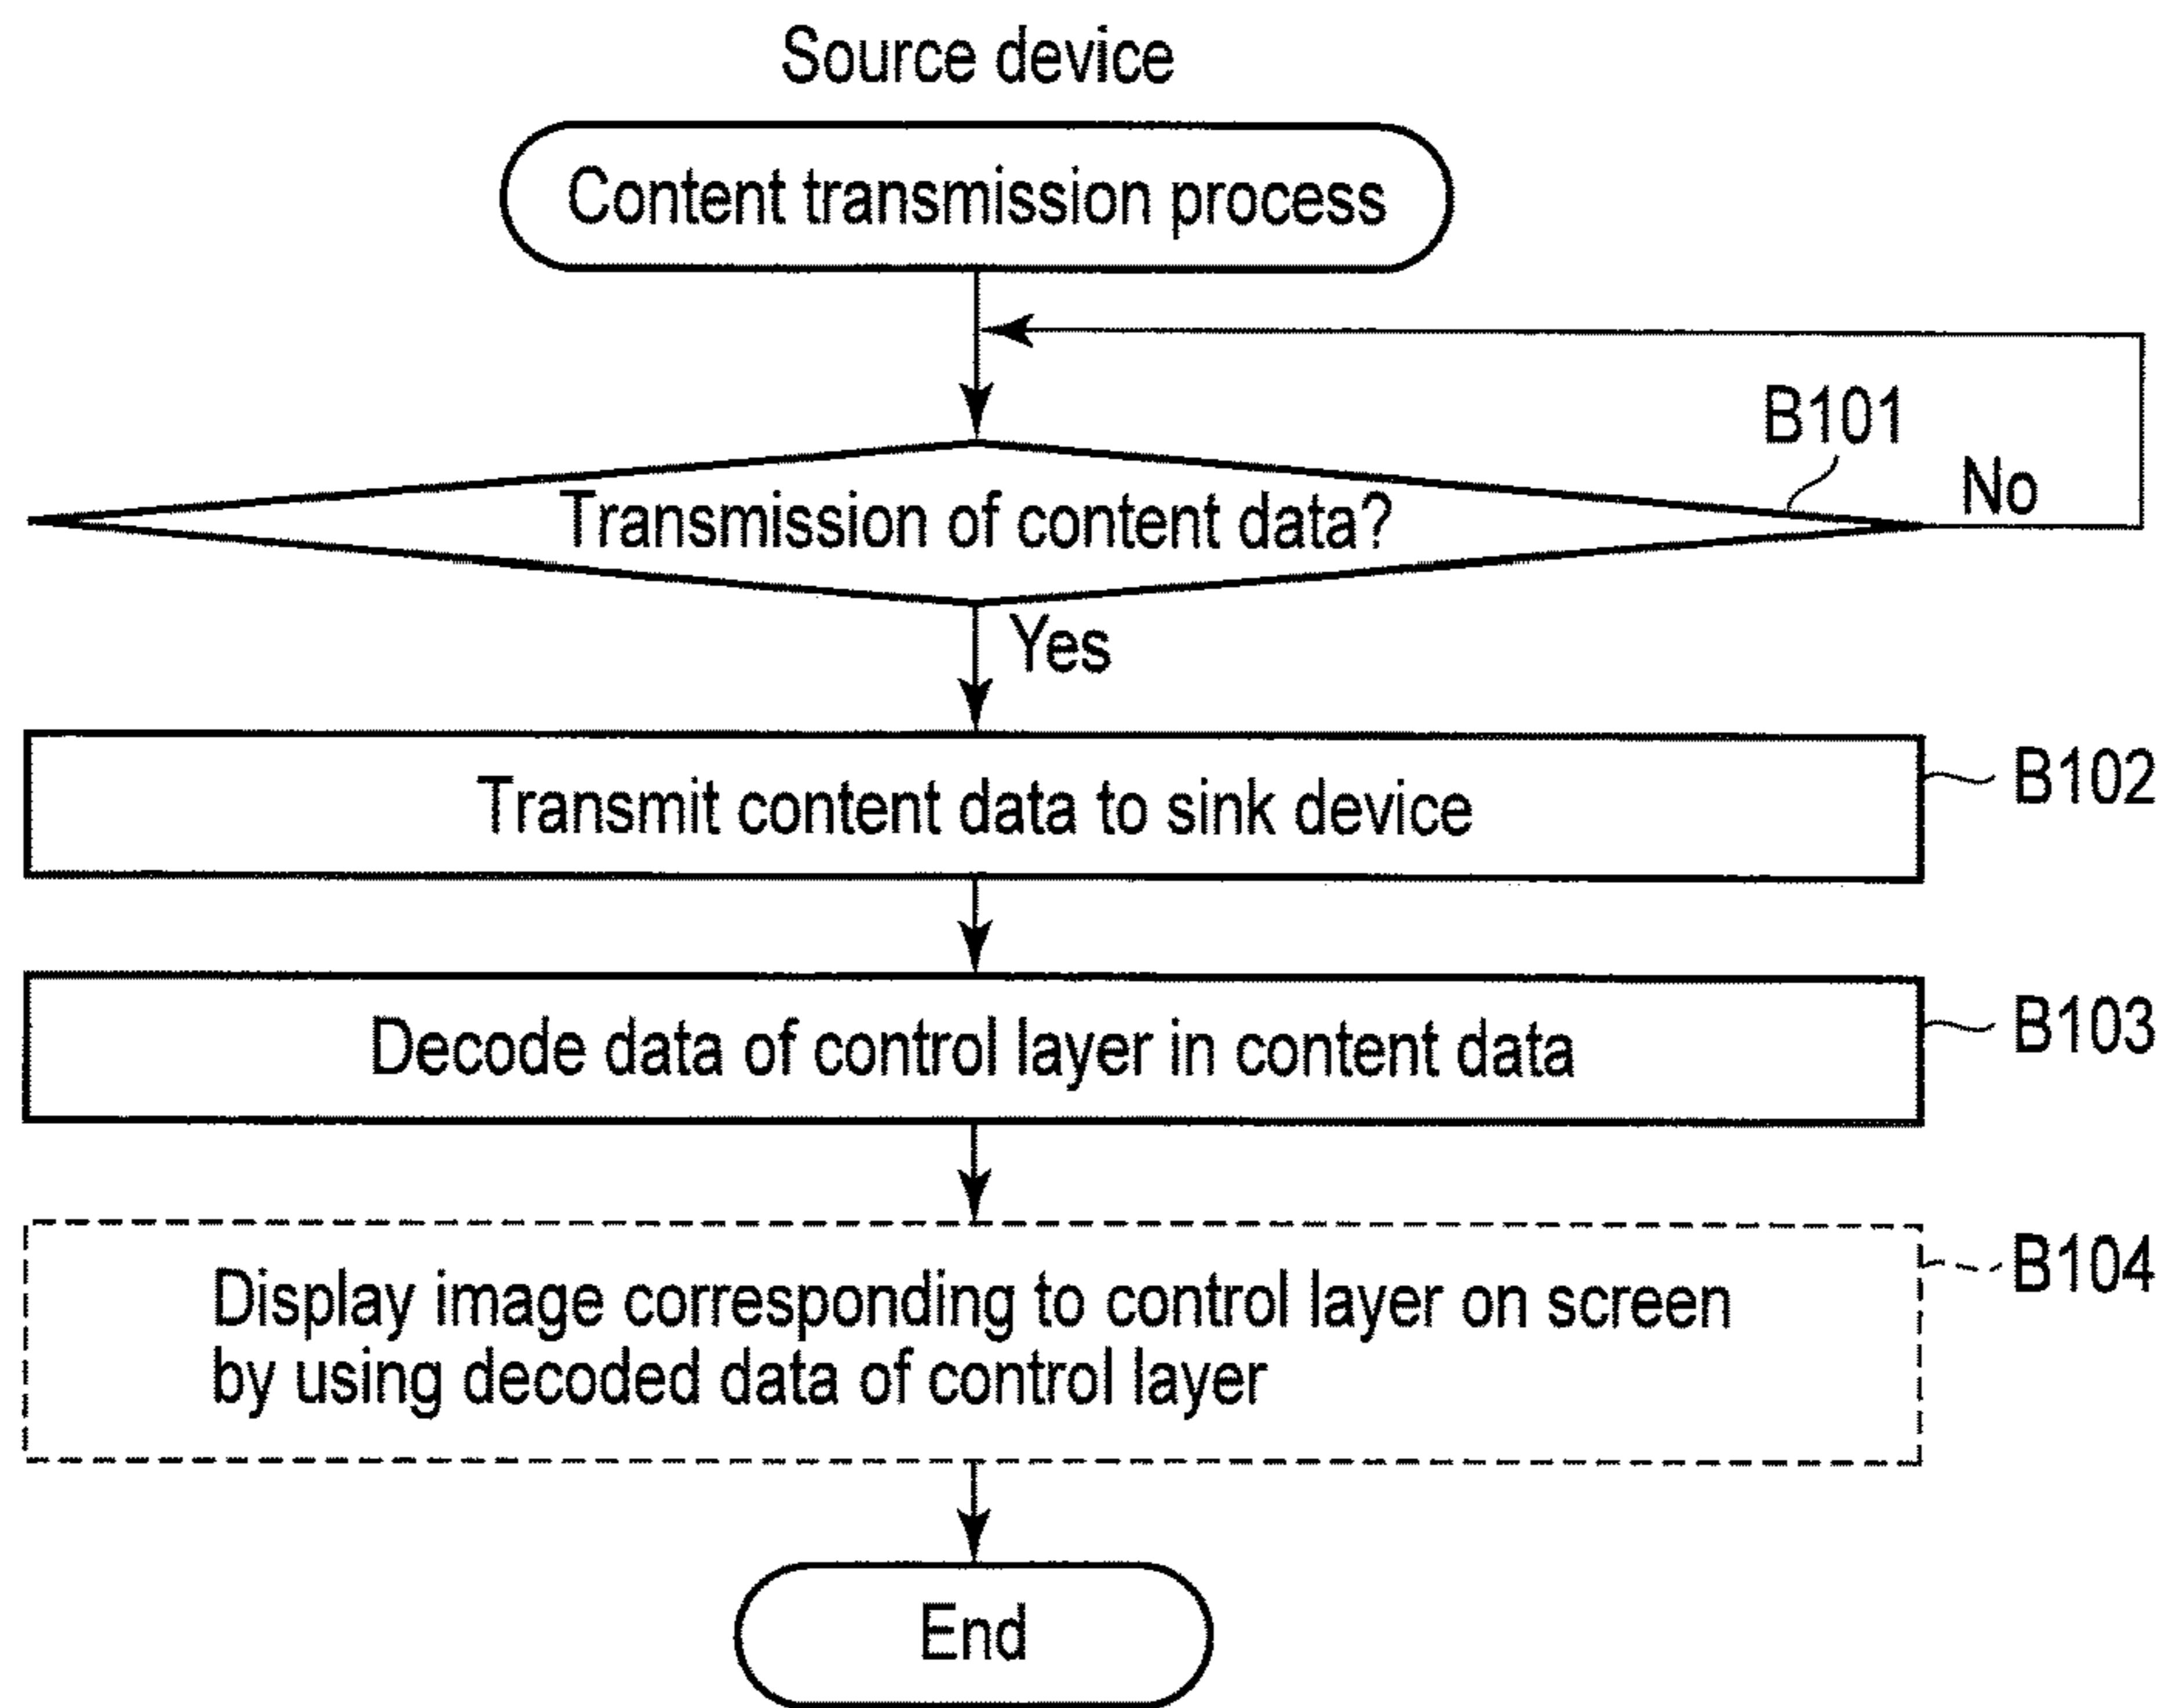 Source device
Content transmission process
B101
No
Transmission of content data?
Yes
Transmit content data to sink device
B102
Decode data of control layer in content data
B103
Display image corresponding to control layer on screen
by using decoded data of control layer
B104
End